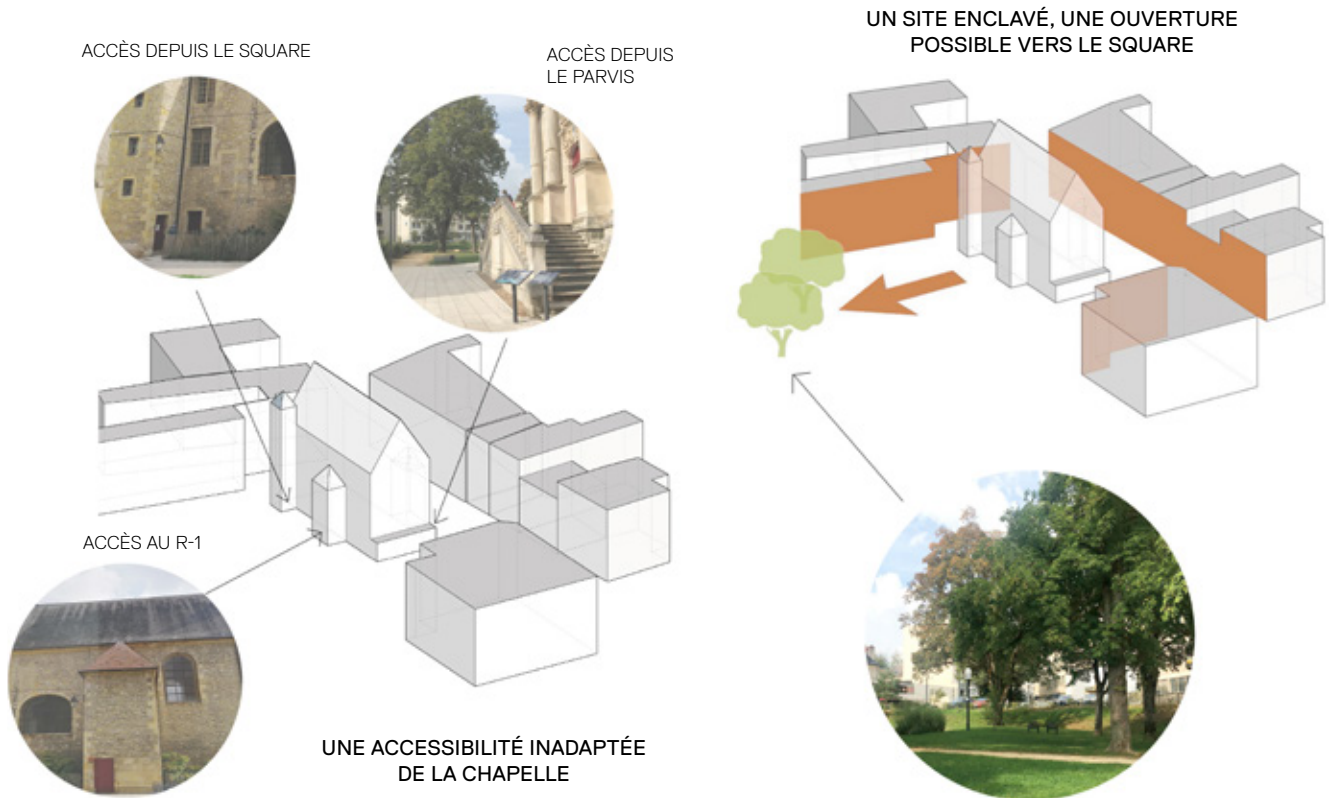 ACCÈS DEPUIS LE SQUARE
ACCÈS DEPUIS
LE PARVIS
ACCÈS AU R-1
UNE ACCESSIBILITÉ INADAPTÉE
DE LA CHAPELLE
UN SITE ENCLAVÉ, UNE OUVERTURE
POSSIBLE VERS LE SQUARE